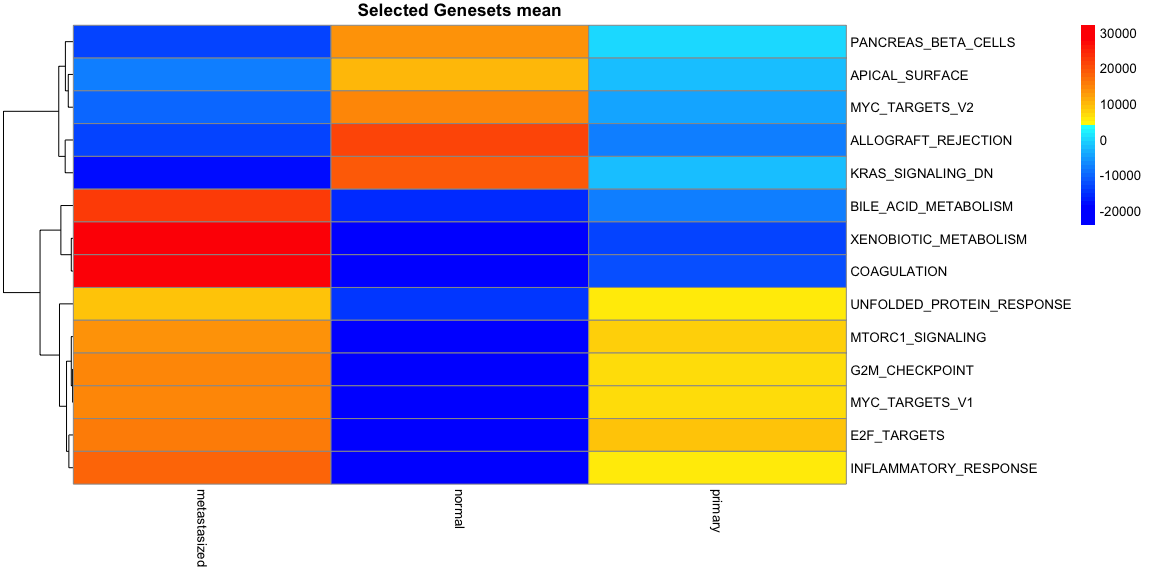 Selected Genesets mean
PANCREAS_BETA_CELLS
APICAL_SURFACE
MYC_TARGETS_V2
ALLOGRAFT_REJECTION
KRAS_SIGNALING_DN
BILE_ACID_METABOLISM
XENOBIOTIC_METABOLISM
COAGULATION
UNFOLDED_PROTEIN_RESPONSE
MTORC1_SIGNALING
G2M_CHECKPOINT
MYC_TARGETS_V1
E2F_TARGETS
INFLAMMATORY_RESPONSE
30000
20000
10000
0
-10000
-20000
metastasized
normal
primary